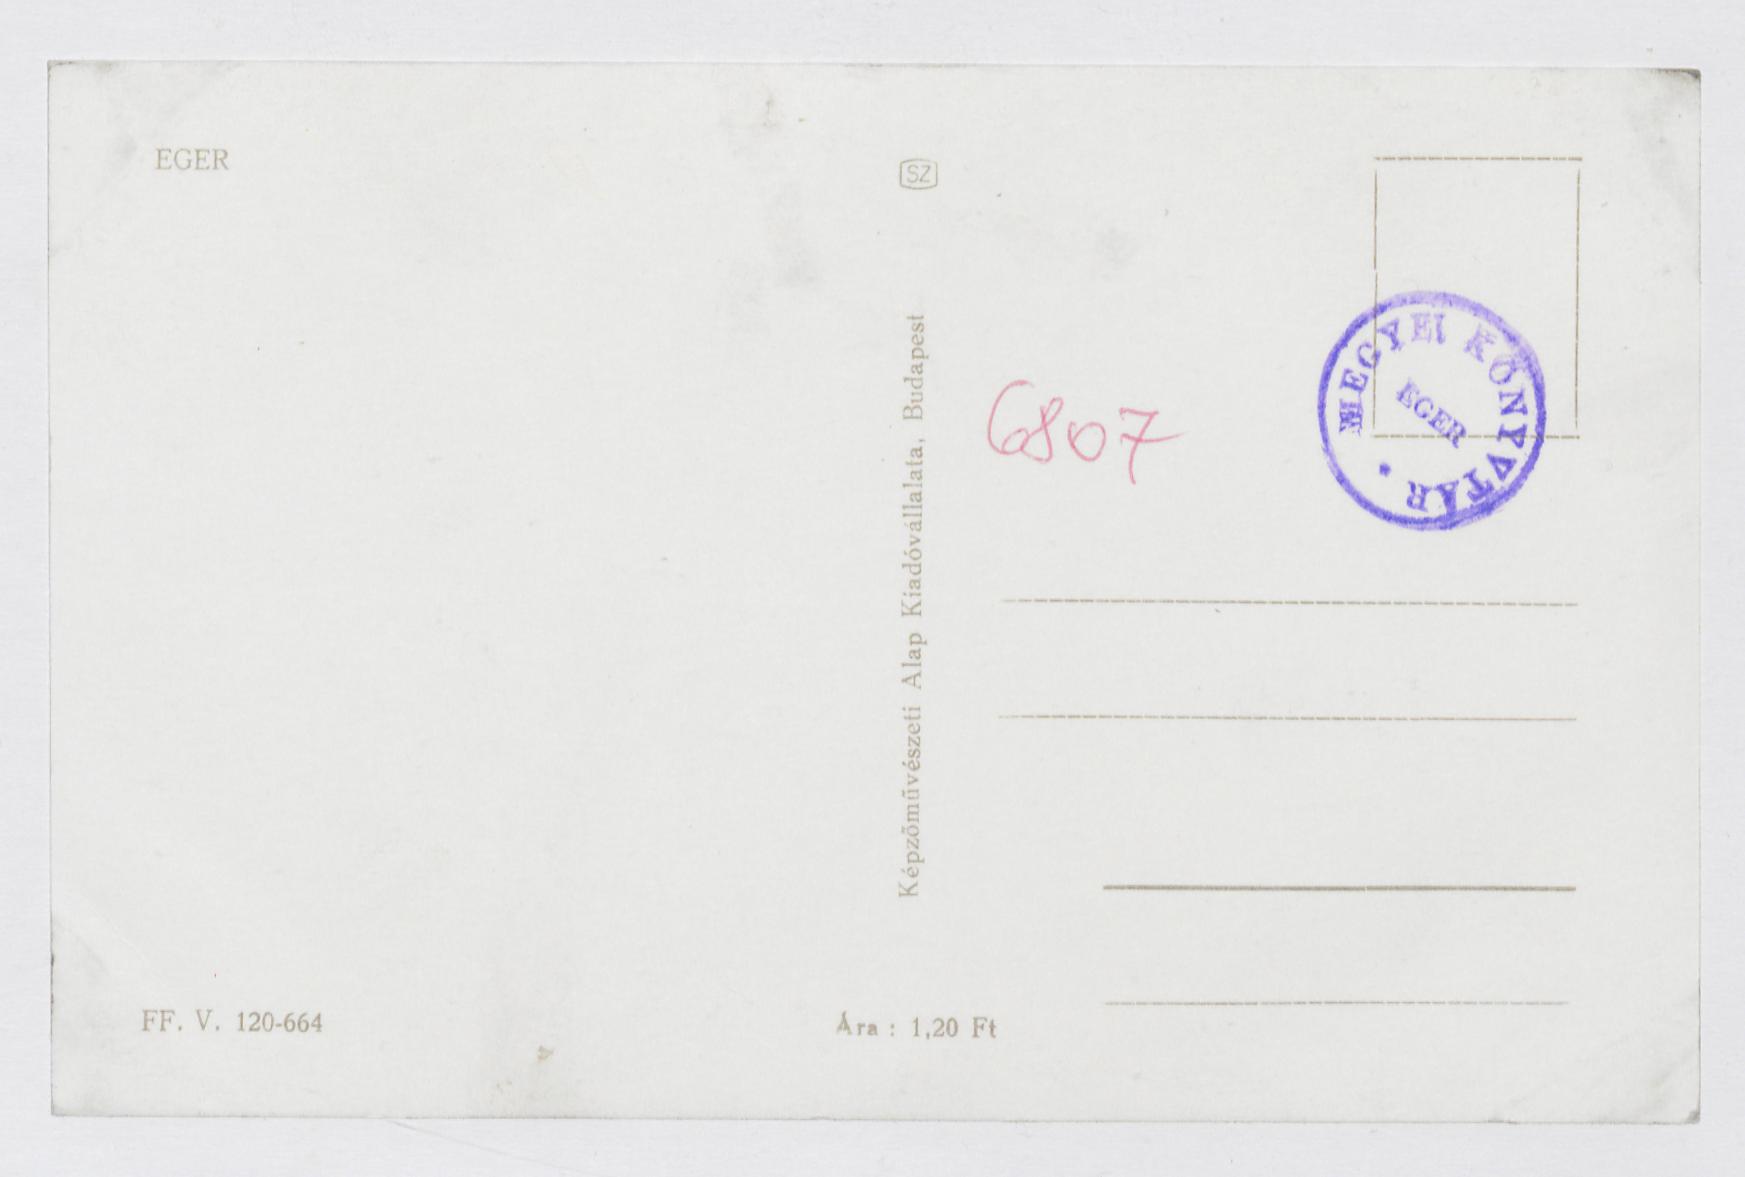 EGER
SZ
Képzőművészeti Alap Kiadóvállalata, Budapest
6807
MEGYEI KÖNYVTÁR
EGER
FF. V. 120-664
Ára : 1,20 Ft